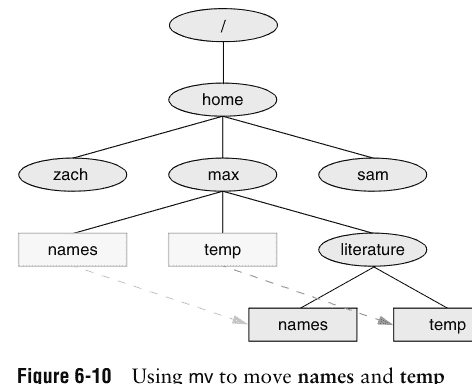 /
home
zach max sam
names temp literature
names temp
Figure 6-10 Using mv to move names and temp